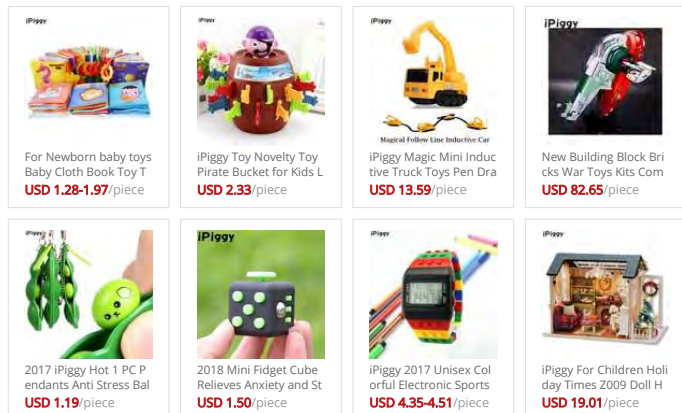 iPiggy
iPiggy
iPiggy
iPiggy
Magical Follow Line Inductive Car
For Newborn baby toys
Baby Cloth Book Toy T
USD 1.28-1.97/piece
iPiggy Toy Novelty Toy
Pirate Bucket for Kids L
USD 2.33/piece
iPiggy Magic Mini Induc
tive Truck Toys Pen Dra
USD 13.59/piece
New Building Block Bri
cks War Toys Kits Com
USD 82.65/piece
iPiggy
iPiggy
iPiggy
iPiggy
2017 iPiggy Hot 1 PC P
endants Anti Stress Bal
USD 1.19/piece
2018 Mini Fidget Cube
Relieves Anxiety and St
USD 1.50/piece
iPiggy 2017 Unisex Col
orful Electronic Sports
USD 4.35-4.51/piece
iPiggy For Children Holi
day Times Z009 Doll H
USD 19.01/piece